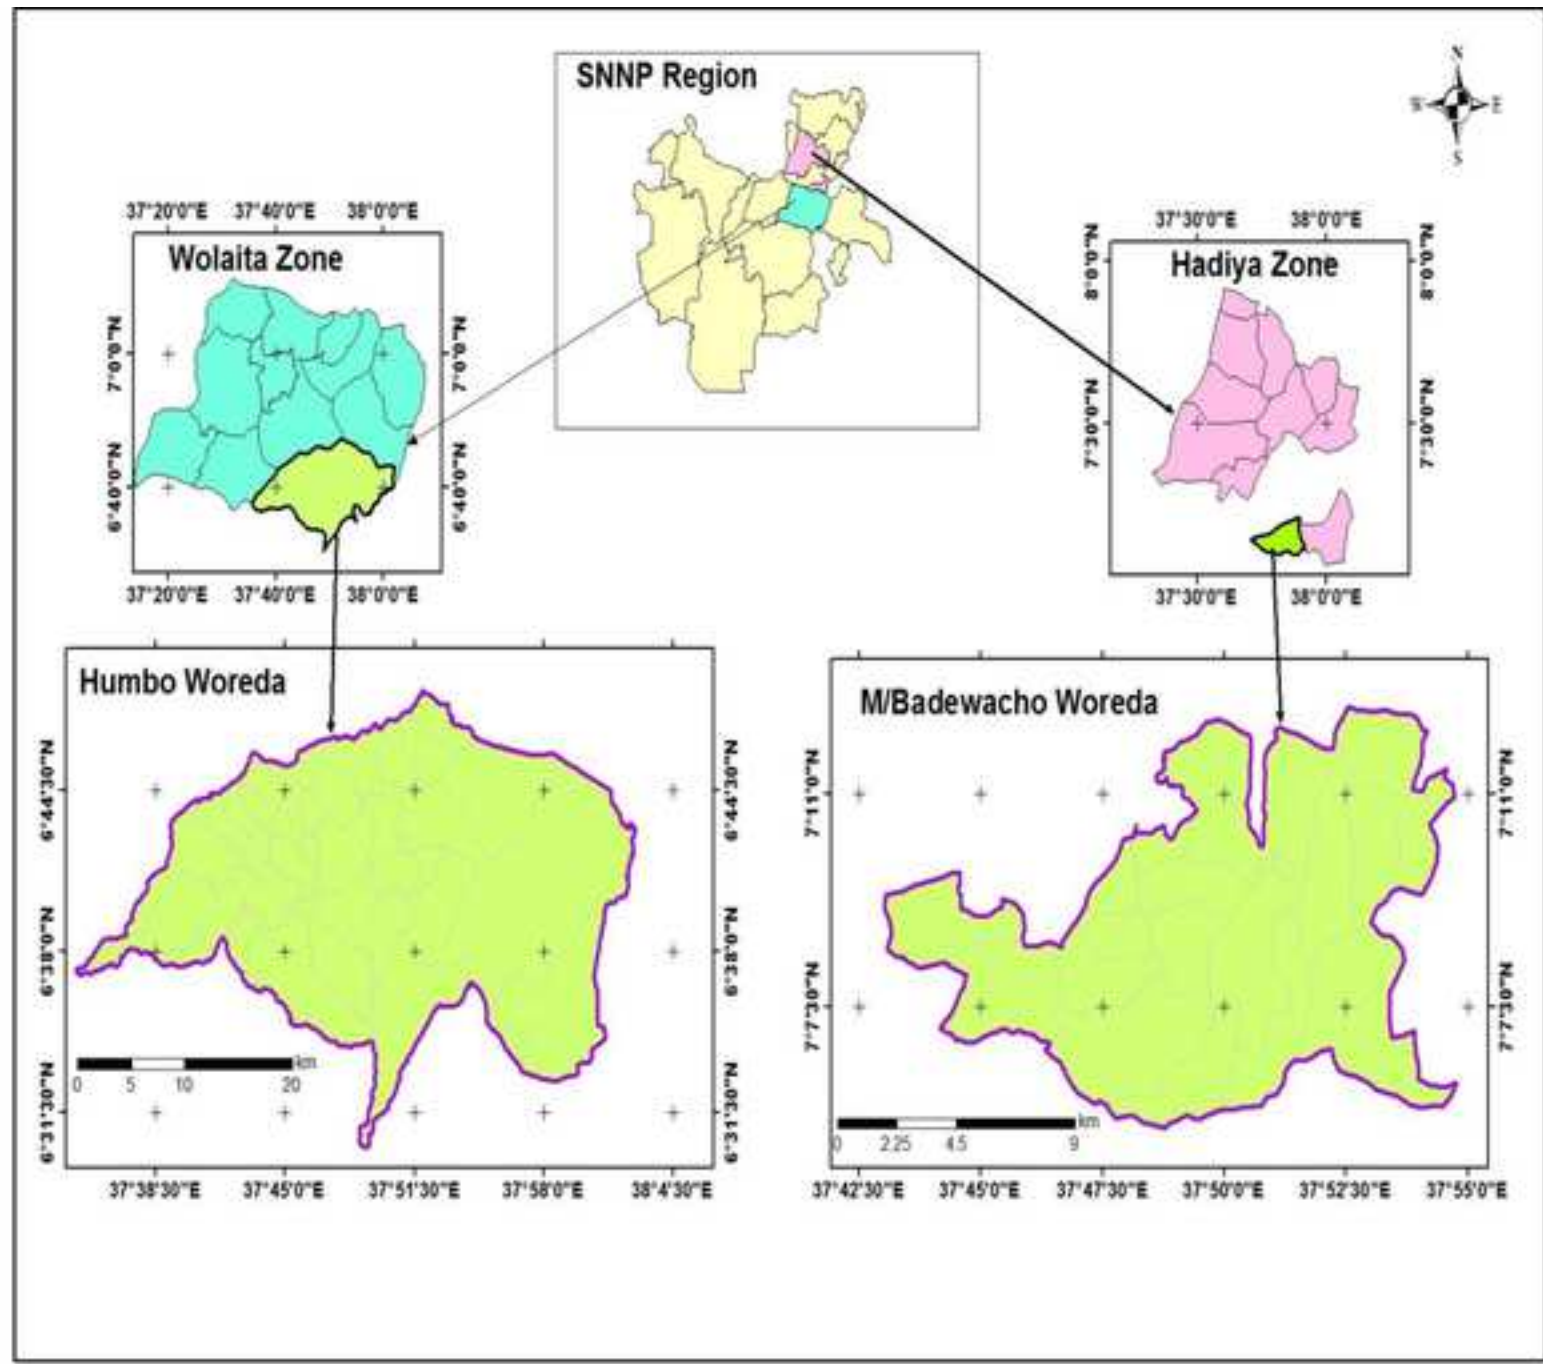 SNNP Region
N
W E
S
37°20'0"E 37°40'0"E 38°0'0"E
Wolaita Zone
7°0'0"N 7°0'0"N
6°40'0"N 6°40'0"N
37°20'0"E 37°40'0"E 38°0'0"E
37°30'0"E 38°0'0"E
Hadiya Zone
8°0'0"N 8°0'0"N
7°30'0"N 7°30'0"N
37°30'0"E 38°0'0"E
Humbo Woreda
6°44'30"N 6°44'30"N
6°38'0"N 6°38'0"N
6°31'30"N 6°31'30"N
km
0 5 10 20
37°38'30"E 37°45'0"E 37°51'30"E 37°58'0"E 38°4'30"E
M/Badewacho Woreda
7°11'0"N 7°11'0"N
7°7'30"N 7°7'30"N
km
0 2.25 4.5 9
37°42'30"E 37°45'0"E 37°47'30"E 37°50'0"E 37°52'30"E 37°55'0"E